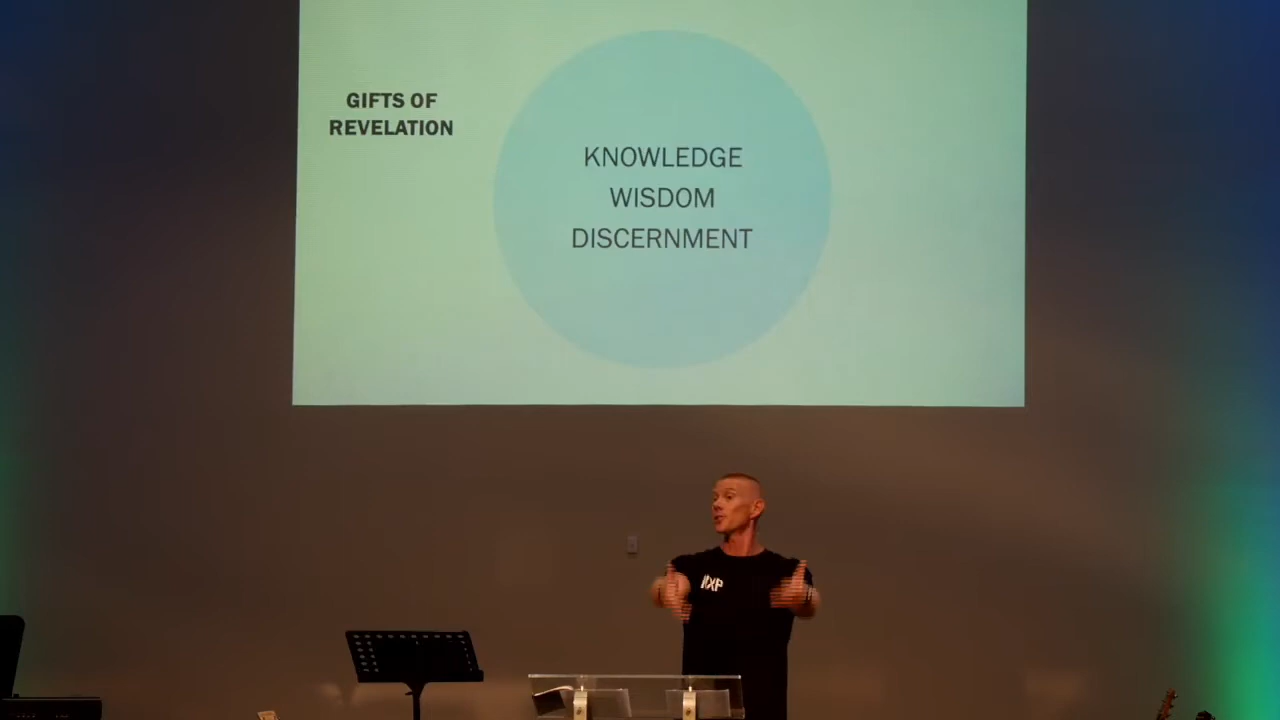 GIFTS OF
REVELATION
KNOWLEDGE
WISDOM
DISCERNMENT